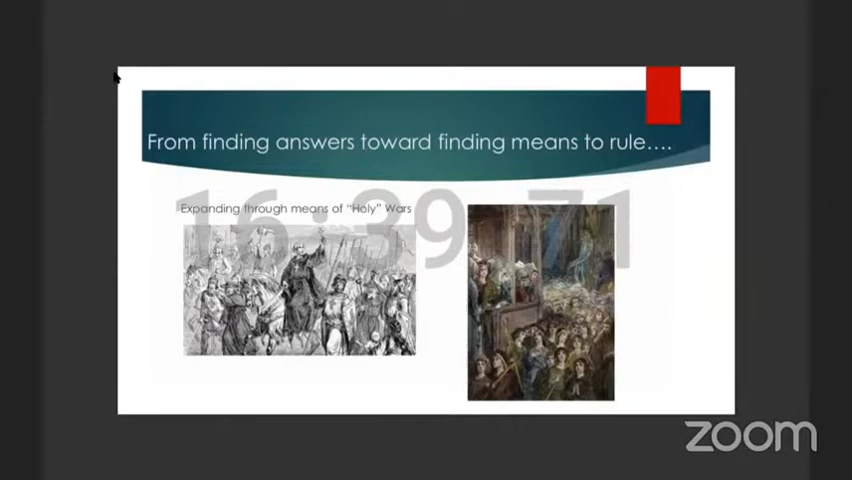 From finding answers toward finding means to rule….
Expanding through means of “Holy” Wars
16:39.71
zoom